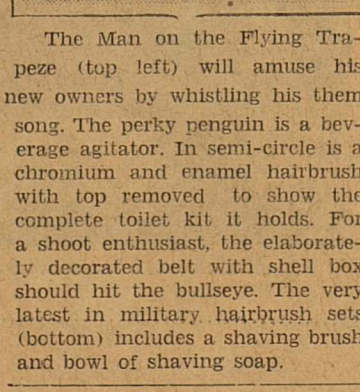 The Man on the Flying Tra-
peze (top left) will amuse his
new owners by whistling his them
song. The perky penguin is a bev-
erage agitator. In semi-circle is a
chromium and enamel hairbrush
with top removed to show the
complete toilet kit it holds. For
a shoot enthusiast, the elaborate-
ly decorated belt with shell box
should hit the bullseye. The very
latest in military hairbrush sets
(bottom) includes a shaving brush
and bowl of shaving soap.